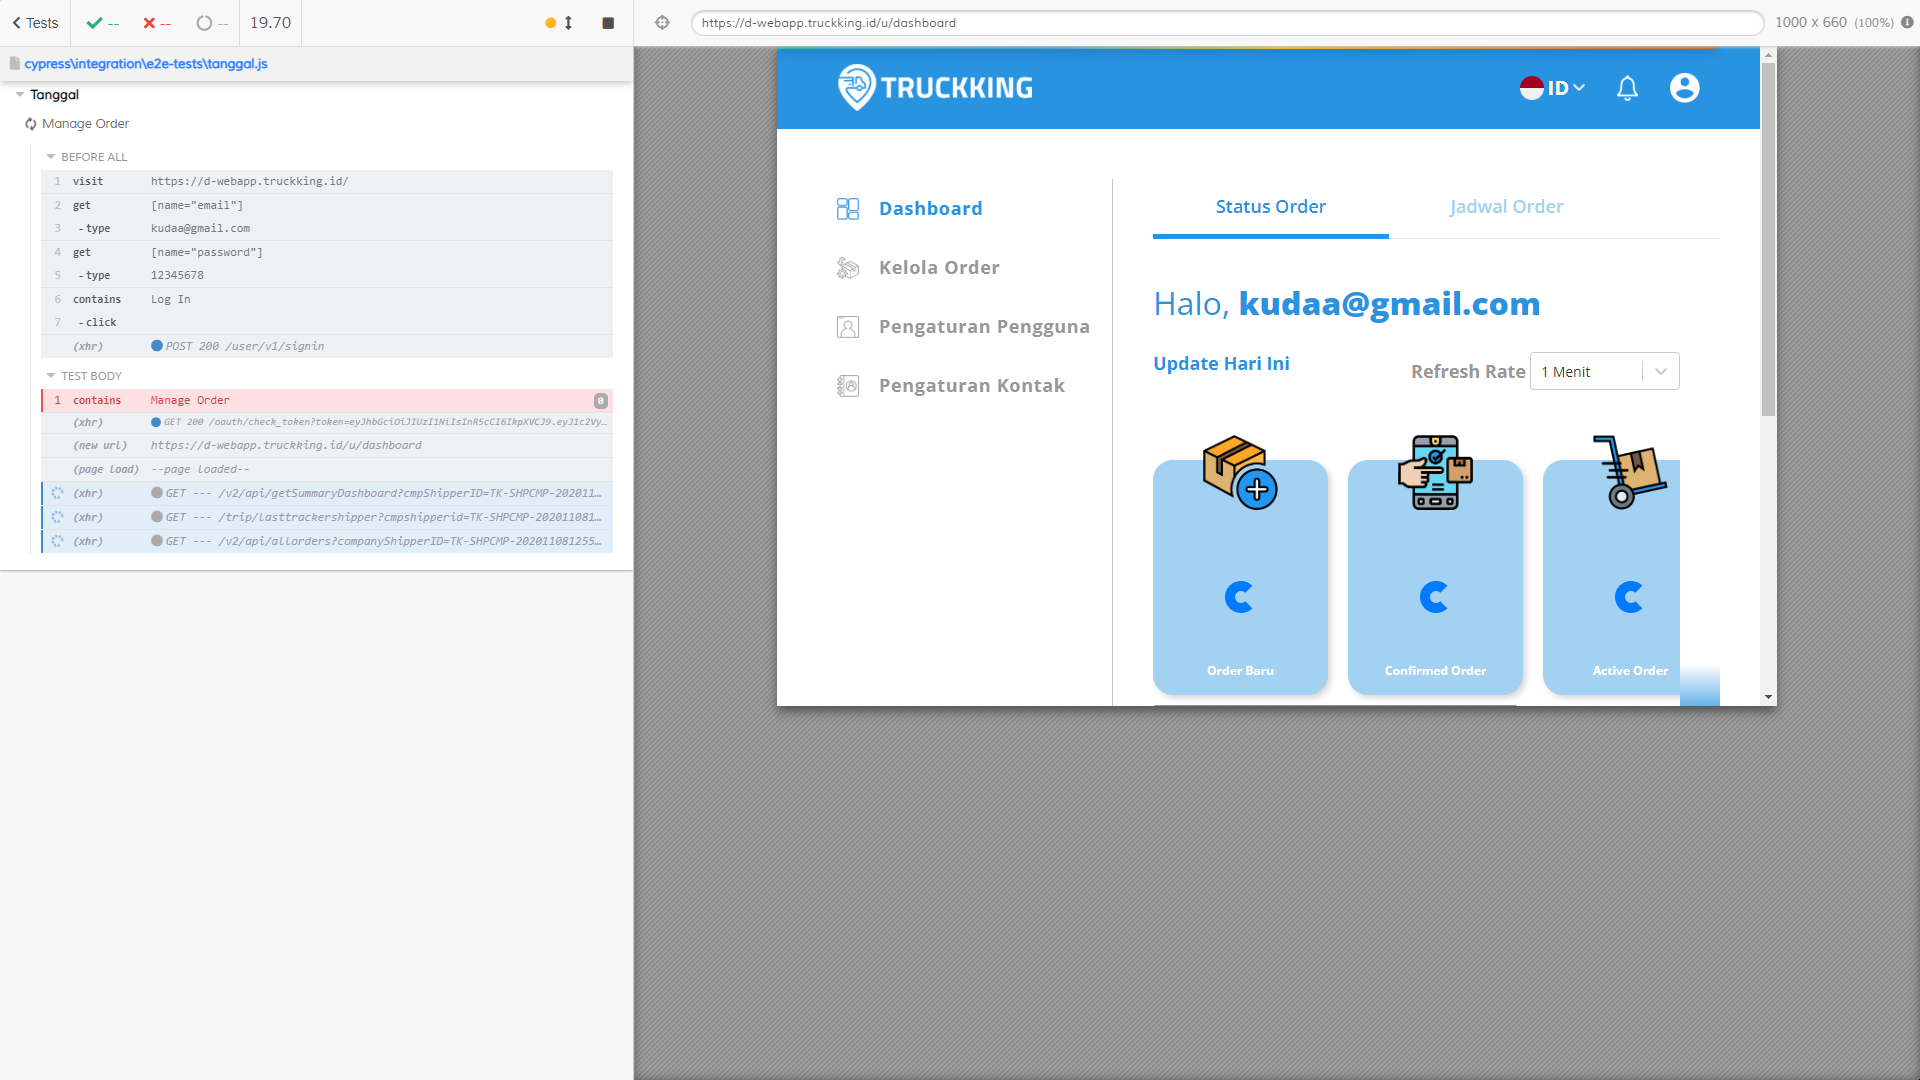 Tests
--
--
--
19.70
https://d-webapp.truckking.id/u/dashboard
1000 x 660 (100%)
cypress\integration\e2e-tests\tanggal.js
Tanggal
Manage Order
BEFORE ALL
1 visit https://d-webapp.truckking.id/
2 get [name="email"]
3 - type kudaa@gmail.com
4 get [name="password"]
5 - type 12345678
6 contains Log In
7 - click
(xhr) POST 200 /user/v1/signin
TEST BODY
1 contains Manage Order 0
(xhr) GET 200 /oauth/check_token?token=eyJhbGciOiJIUzI1NiIsInR5cCI6IkpXVCJ9.eyJ1c2Vy…
(new url) https://d-webapp.truckking.id/u/dashboard
(page load) --page loaded--
(xhr) GET --- /v2/api/getSummaryDashboard?cmpShipperID=TK-SHPCMP-202011…
(xhr) GET --- /trip/lasttrackershipper?cmpshipperid=TK-SHPCMP-202011081…
(xhr) GET --- /v2/api/allorders?companyShipperID=TK-SHPCMP-202011081255…
TRUCKKING
ID
Dashboard
Kelola Order
Pengaturan Pengguna
Pengaturan Kontak
Status Order
Jadwal Order
Halo, kudaa@gmail.com
Update Hari Ini
Refresh Rate 1 Menit
Order Baru
Confirmed Order
Active Order